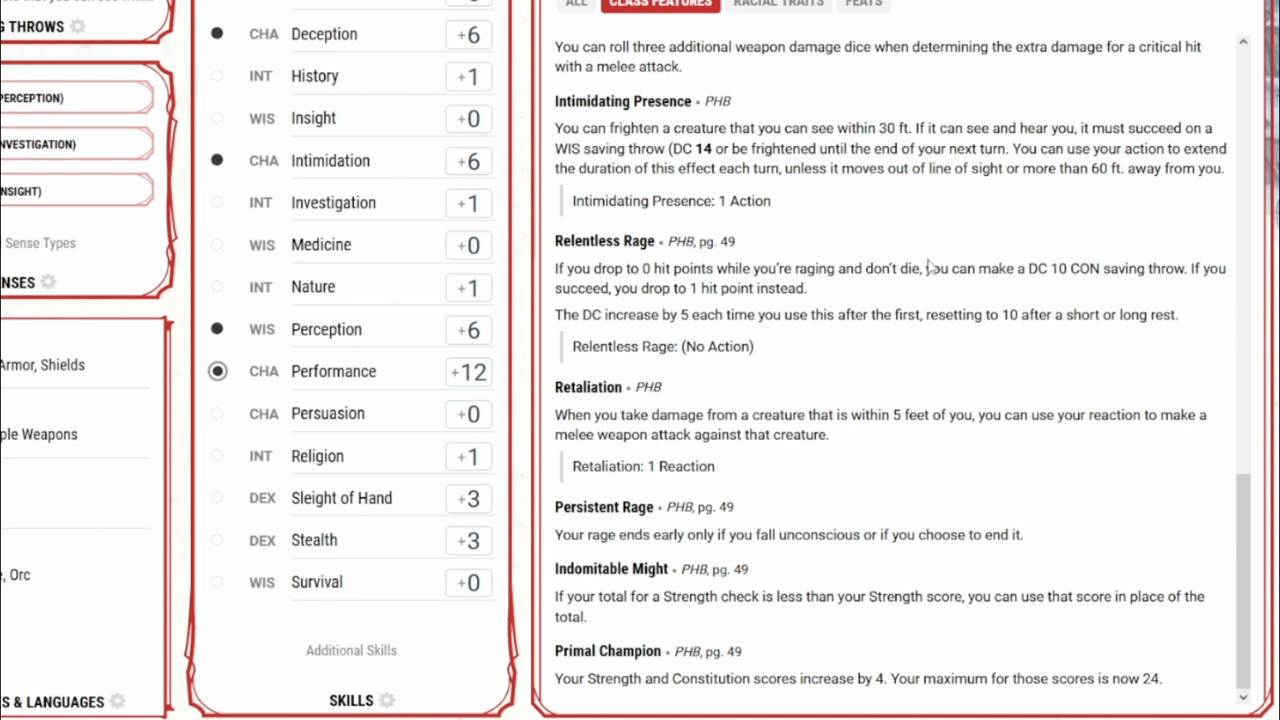 G THROWS
PERCEPTION)
NVESTIGATION)
NSIGHT)
Sense Types
NSES
Armor, Shields
ple Weapons
, Orc
S & LANGUAGES
CHA Deception +6
INT History +1
WIS Insight +0
CHA Intimidation +6
INT Investigation +1
WIS Medicine +0
INT Nature +1
WIS Perception +6
CHA Performance +12
CHA Persuasion +0
INT Religion +1
DEX Sleight of Hand +3
DEX Stealth +3
WIS Survival +0
Additional Skills
SKILLS
ALL CLASS FEATURES RACIAL TRAITS FEATS
You can roll three additional weapon damage dice when determining the extra damage for a critical hit
with a melee attack.
Intimidating Presence • PHB
You can frighten a creature that you can see within 30 ft. If it can see and hear you, it must succeed on a
WIS saving throw (DC 14 or be frightened until the end of your next turn. You can use your action to extend
the duration of this effect each turn, unless it moves out of line of sight or more than 60 ft. away from you.
Intimidating Presence: 1 Action
Relentless Rage • PHB, pg. 49
If you drop to 0 hit points while you're raging and don't die, you can make a DC 10 CON saving throw. If you
succeed, you drop to 1 hit point instead.
The DC increase by 5 each time you use this after the first, resetting to 10 after a short or long rest.
Relentless Rage: (No Action)
Retaliation • PHB
When you take damage from a creature that is within 5 feet of you, you can use your reaction to make a
melee weapon attack against that creature.
Retaliation: 1 Reaction
Persistent Rage • PHB, pg. 49
Your rage ends early only if you fall unconscious or if you choose to end it.
Indomitable Might • PHB, pg. 49
If your total for a Strength check is less than your Strength score, you can use that score in place of the
total.
Primal Champion • PHB, pg. 49
Your Strength and Constitution scores increase by 4. Your maximum for those scores is now 24.